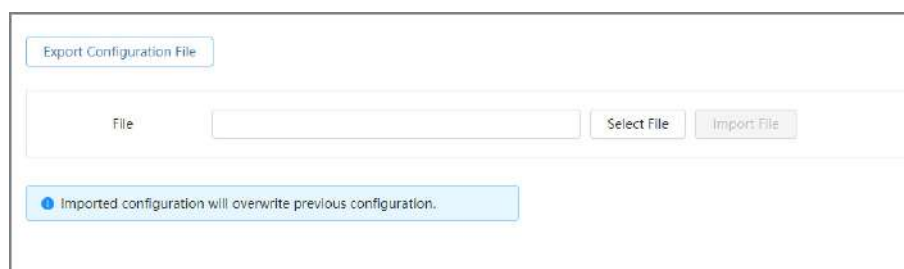 Export Configuration File
File Select File Import File
Imported configuration will overwrite previous configuration.